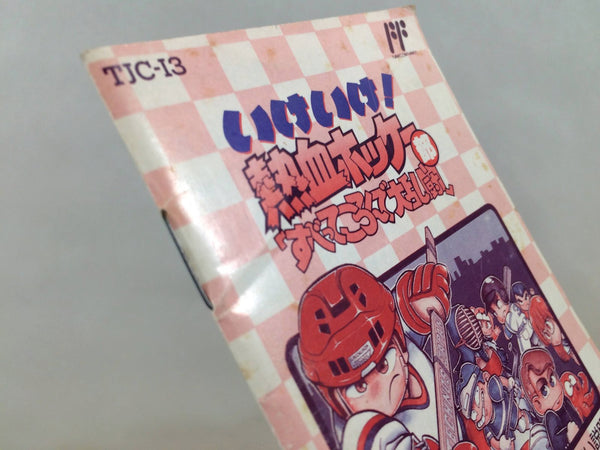 TJC-I3
いけいけ!
熱血ホッケー部
「すべってころんで大乱闘」